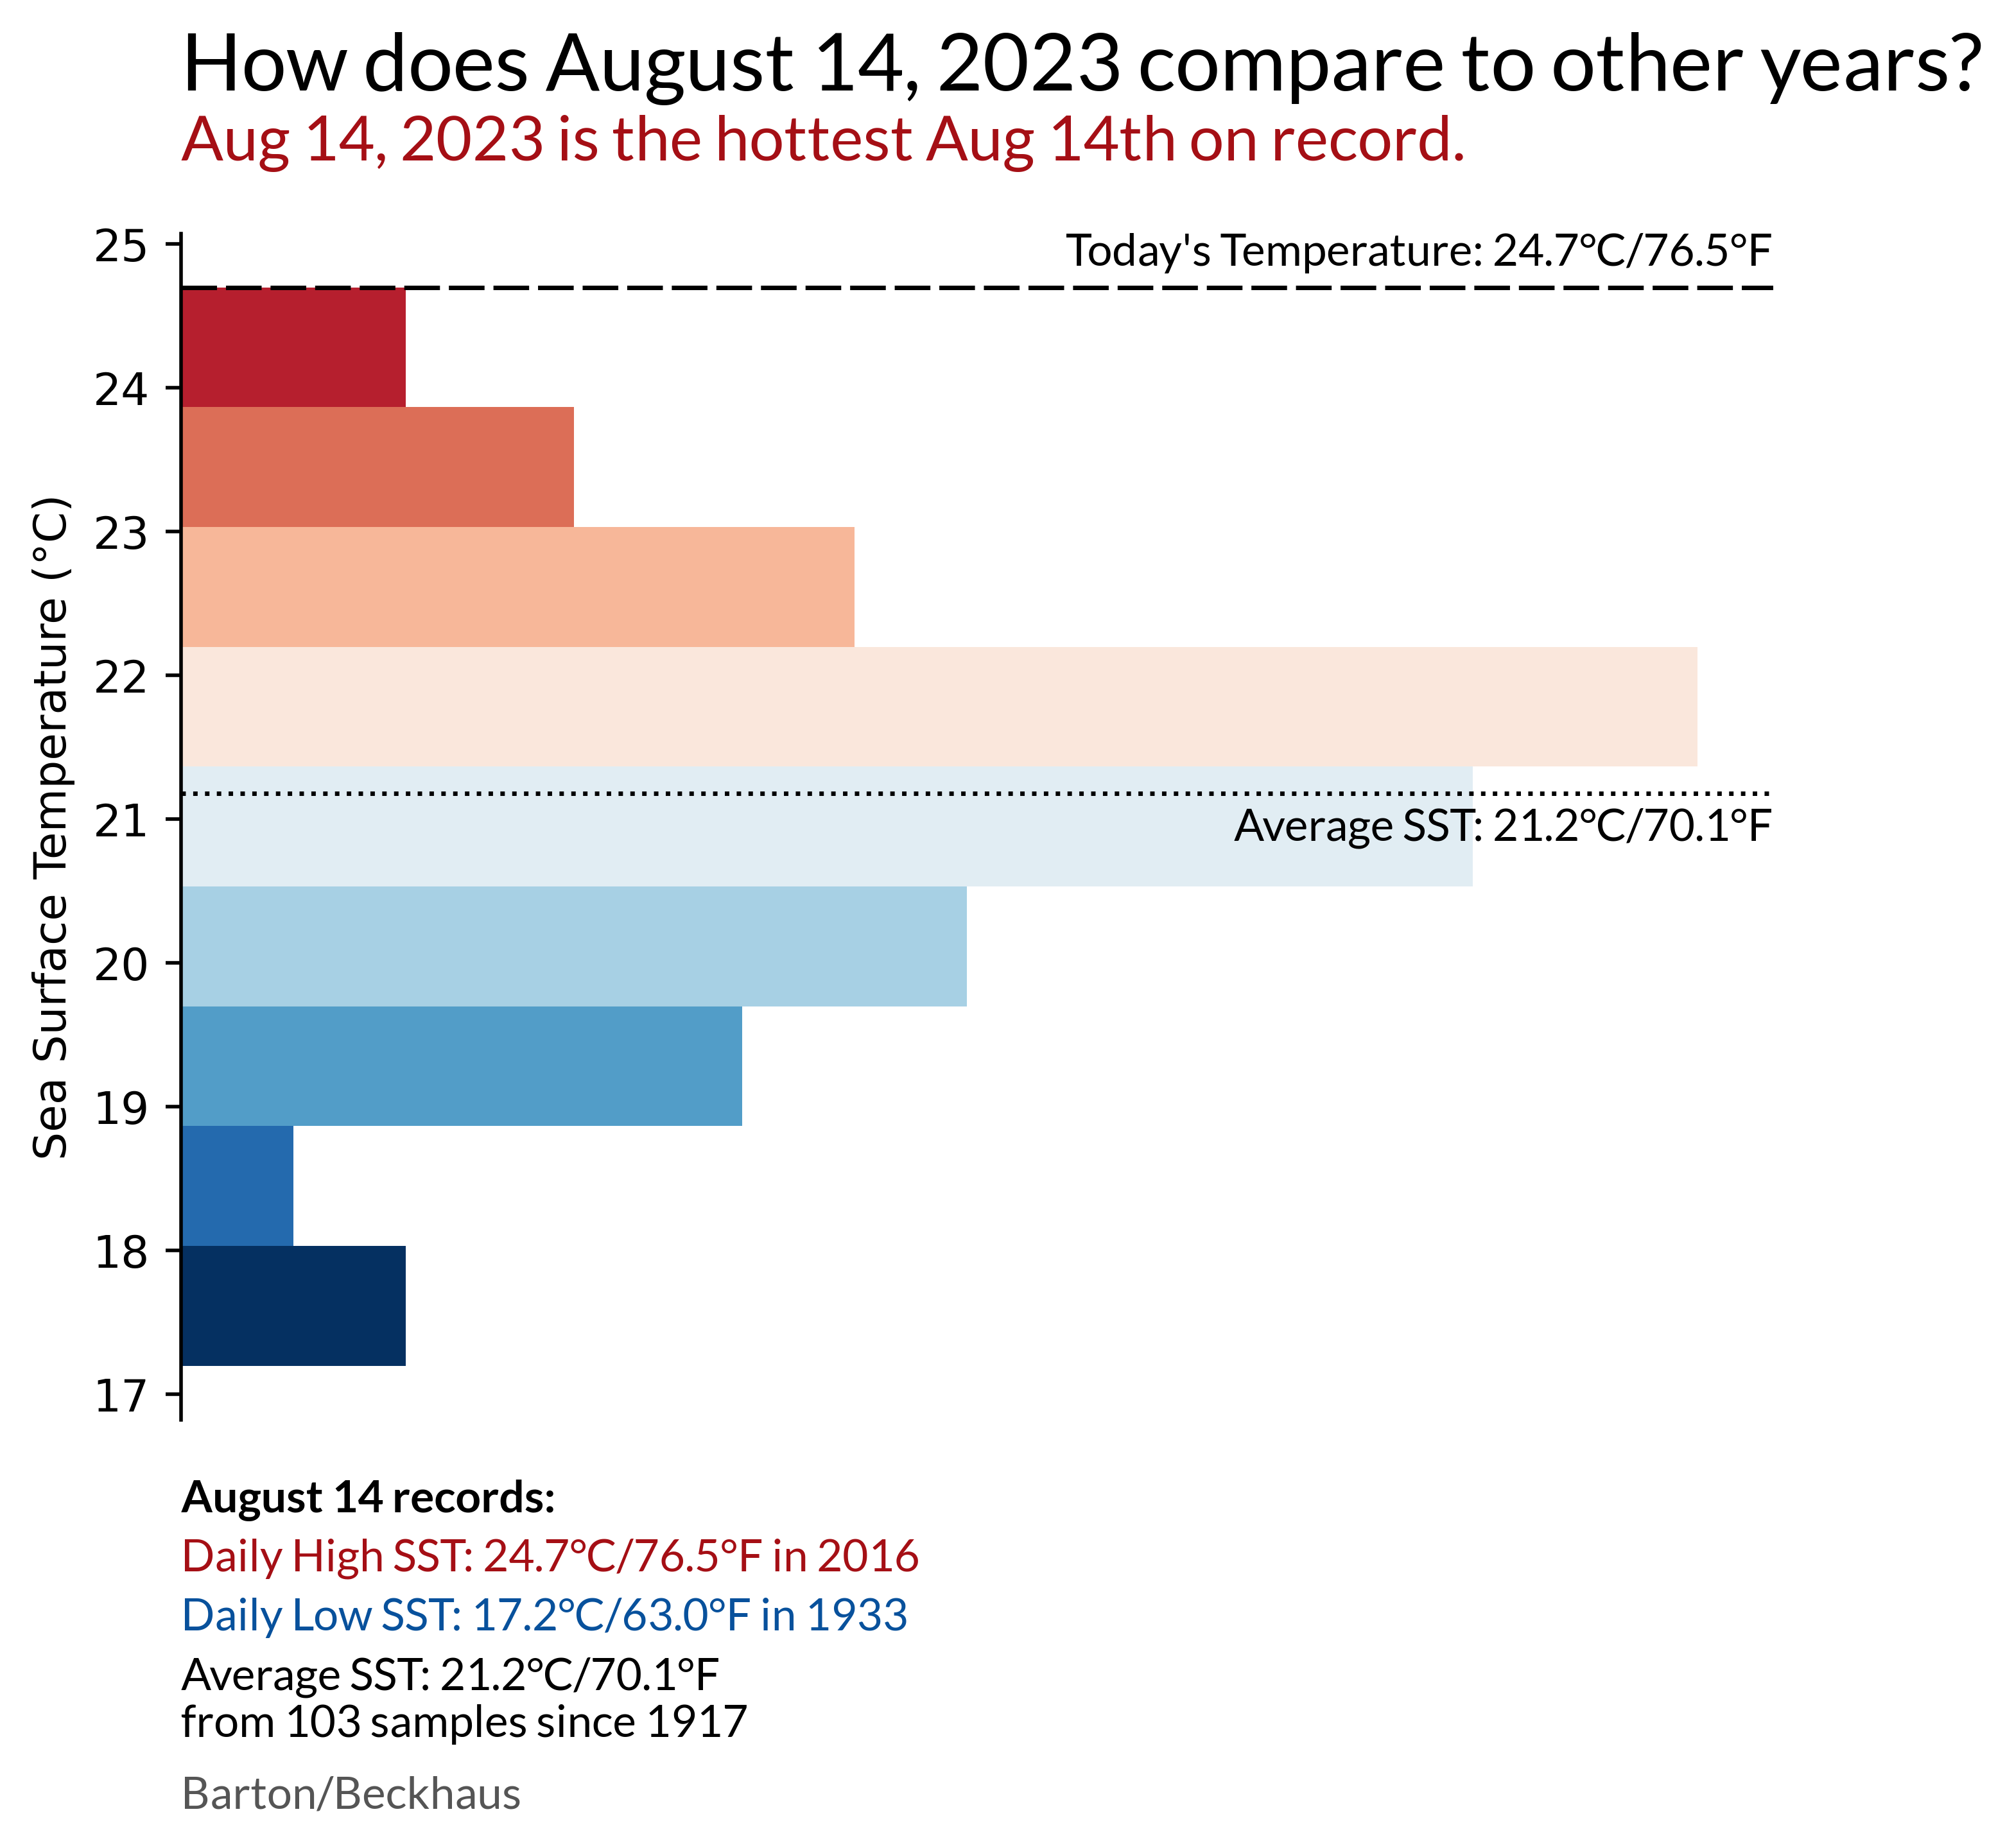 How does August 14, 2023 compare to other years?
Aug 14, 2023 is the hottest Aug 14th on record.
25
Today's Temperature: 24.7°C/76.5°F
24
23
22
21
Average SST: 21.2°C/70.1°F
20
19
18
17
Sea Surface Temperature (°C)
August 14 records:
Daily High SST: 24.7°C/76.5°F in 2016
Daily Low SST: 17.2°C/63.0°F in 1933
Average SST: 21.2°C/70.1°F
from 103 samples since 1917
Barton/Beckhaus